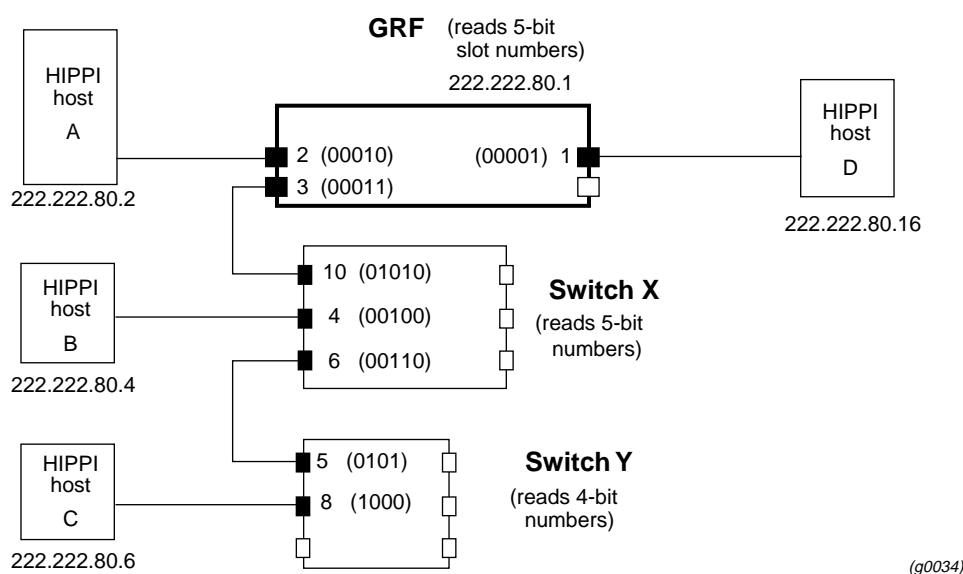 GRF (reads 5-bit
slot numbers)
222.222.80.1
HIPPI
host
A
222.222.80.2
2 (00010)
3 (00011)
(00001) 1
HIPPI
host
D
222.222.80.16
10 (01010)
4 (00100)
6 (00110)
Switch X
(reads 5-bit
numbers)
HIPPI
host
B
222.222.80.4
5 (0101)
8 (1000)
Switch Y
(reads 4-bit
numbers)
HIPPI
host
C
222.222.80.6
(g0034)